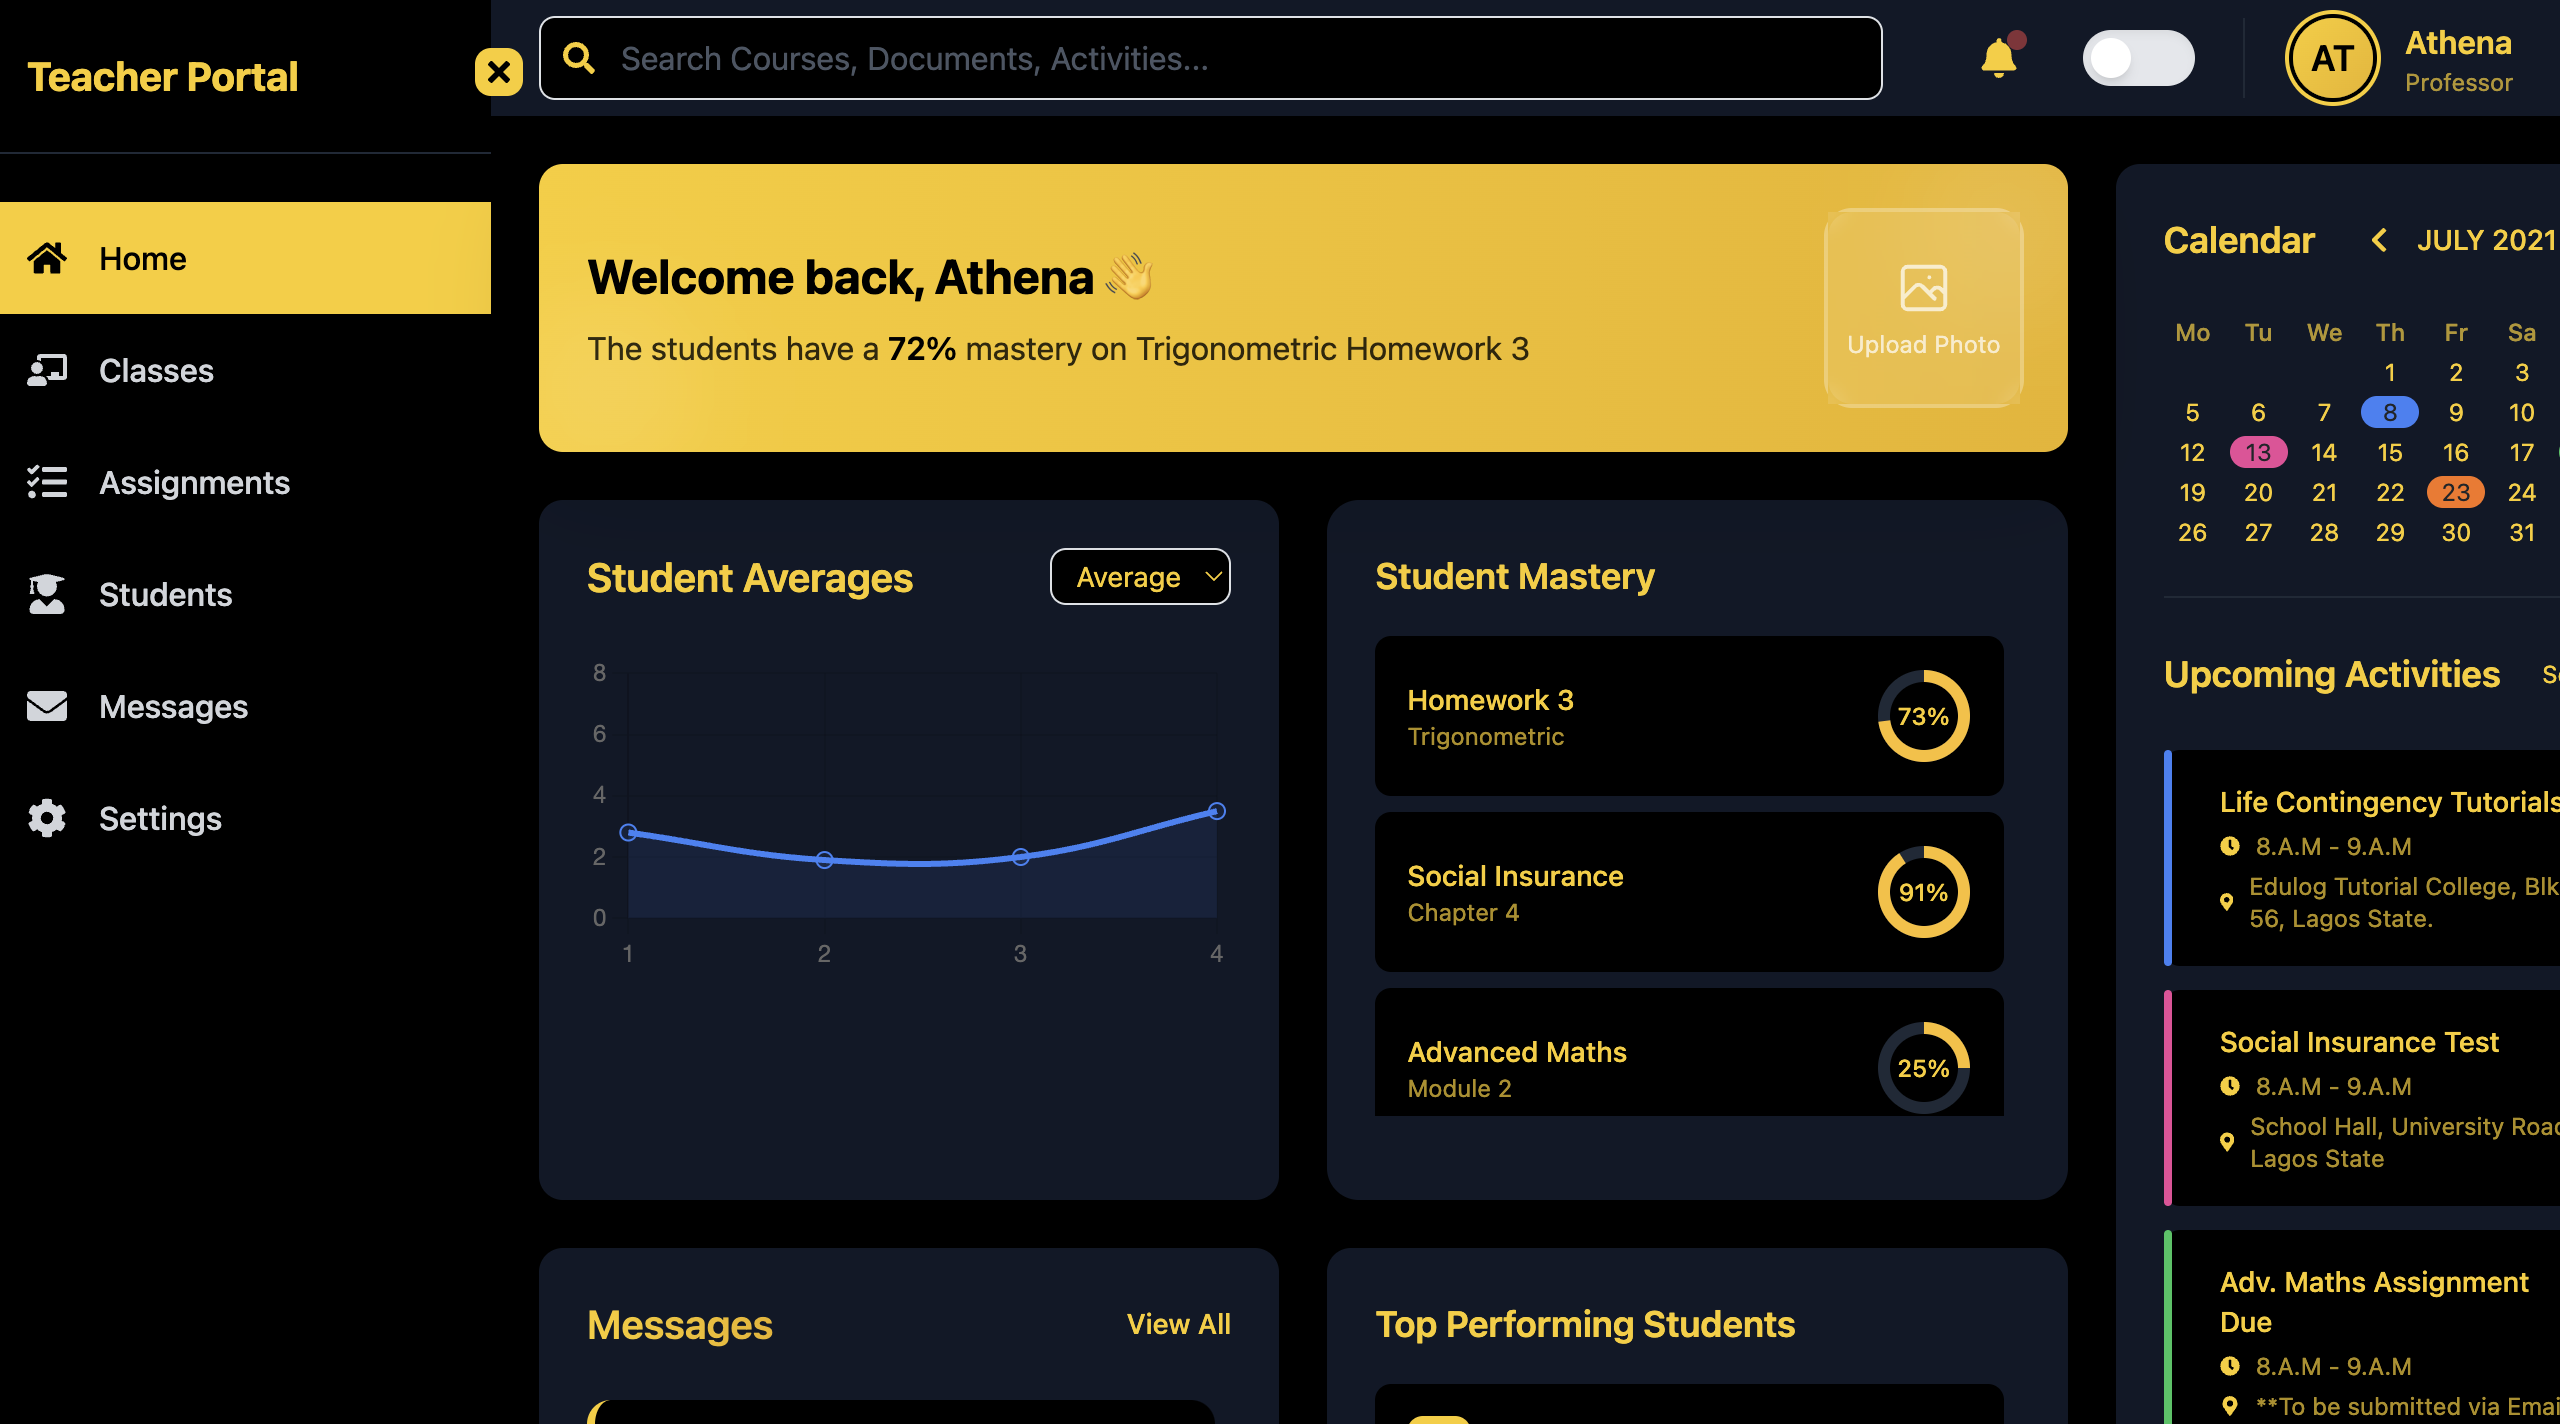 Teacher Portal
Search Courses, Documents, Activities...
AT
Athena
Professor
Home
Classes
Assignments
Students
Messages
Settings
Welcome back, Athena 👋
The students have a 72% mastery on Trigonometric Homework 3
Upload Photo
Student Averages
Average
8
6
4
2
0
1 2 3 4
Student Mastery
Homework 3
Trigonometric
73%
Social Insurance
Chapter 4
91%
Advanced Maths
Module 2
25%
Messages
View All
Top Performing Students
Calendar
JULY 2021
Mo Tu We Th Fr Sa
1 2 3
5 6 7 8 9 10
12 13 14 15 16 17
19 20 21 22 23 24
26 27 28 29 30 31
Upcoming Activities
Life Contingency Tutorials
8.A.M - 9.A.M
Edulog Tutorial College, Blk
56, Lagos State.
Social Insurance Test
8.A.M - 9.A.M
School Hall, University Road
Lagos State
Adv. Maths Assignment
Due
8.A.M - 9.A.M
**To be submitted via Emai